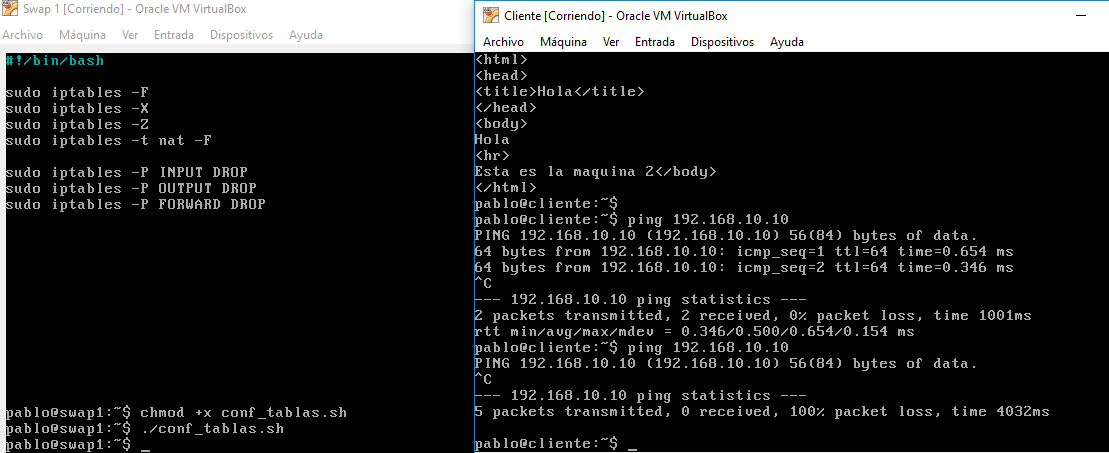 Swap 1 [Corriendo] - Oracle VM VirtualBox
Archivo Máquina Ver Entrada Dispositivos Ayuda
#!/bin/bash
sudo iptables -F
sudo iptables -X
sudo iptables -Z
sudo iptables -t nat -F
sudo iptables -P INPUT DROP
sudo iptables -P OUTPUT DROP
sudo iptables -P FORWARD DROP
pablo@swap1:~$ chmod +x conf_tablas.sh
pablo@swap1:~$ ./conf_tablas.sh
pablo@swap1:~$ _
Cliente [Corriendo] - Oracle VM VirtualBox
Archivo Máquina Ver Entrada Dispositivos Ayuda
<html>
<head>
<title>Hola</title>
</head>
<body>
Hola
<hr>
Esta es la maquina 2</body>
</html>
pablo@cliente:~$
pablo@cliente:~$ ping 192.168.10.10
PING 192.168.10.10 (192.168.10.10) 56(84) bytes of data.
64 bytes from 192.168.10.10: icmp_seq=1 ttl=64 time=0.654 ms
64 bytes from 192.168.10.10: icmp_seq=2 ttl=64 time=0.346 ms
^C
--- 192.168.10.10 ping statistics ---
2 packets transmitted, 2 received, 0% packet loss, time 1001ms
rtt min/avg/max/mdev = 0.346/0.500/0.654/0.154 ms
pablo@cliente:~$ ping 192.168.10.10
PING 192.168.10.10 (192.168.10.10) 56(84) bytes of data.
^C
--- 192.168.10.10 ping statistics ---
5 packets transmitted, 0 received, 100% packet loss, time 4032ms
pablo@cliente:~$ _